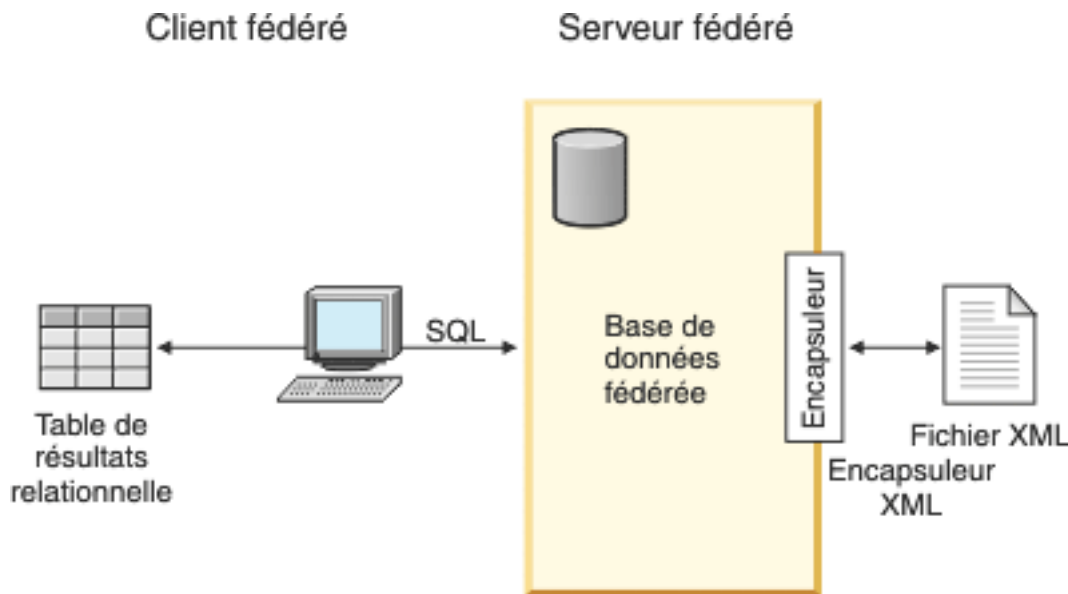 Client fédéré
Serveur fédéré
SQL
Base de
données
fédérée
Encapsuleur
Table de
résultats
relationnelle
Fichier XML
Encapsuleur
XML